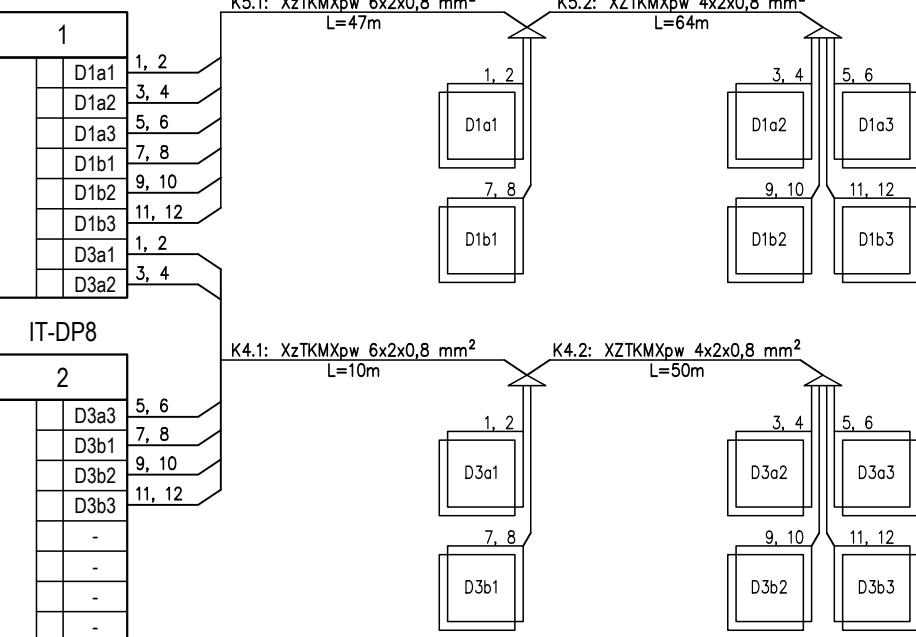 K5.1: XzTKMXpw 6x2x0,8 mm²
L=47m
K5.2: XZTKMXpw 4x2x0,8 mm²
L=64m
1
D1a1 1, 2
D1a2 3, 4
D1a3 5, 6
D1b1 7, 8
D1b2 9, 10
D1b3 11, 12
D3a1 1, 2
D3a2 3, 4
1, 2
D1a1
3, 4
D1a2
5, 6
D1a3
7, 8
D1b1
9, 10
D1b2
11, 12
D1b3
IT-DP8
2
D3a3 5, 6
D3b1 7, 8
D3b2 9, 10
D3b3 11, 12
-
-
-
-
K4.1: XzTKMXpw 6x2x0,8 mm²
L=10m
K4.2: XZTKMXpw 4x2x0,8 mm²
L=50m
1, 2
D3a1
3, 4
D3a2
5, 6
D3a3
7, 8
D3b1
9, 10
D3b2
11, 12
D3b3